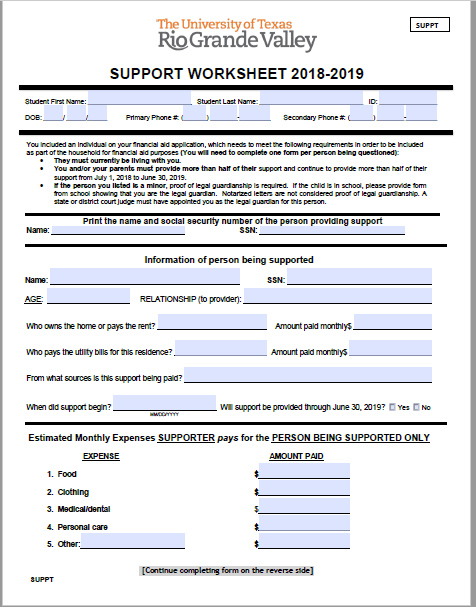 The University of Texas
Rio Grande Valley
SUPPT
SUPPORT WORKSHEET 2018-2019
Student First Name: Student Last Name: ID:
DOB: / / Primary Phone #: ( ) - Secondary Phone #: ( ) -
You included an individual on your financial aid application, which needs to meet the following requirements in order to be included
as part of the household for financial aid purposes (You will need to complete one form per person being questioned):
• They must currently be living with you.
• You and/or your parents must provide more than half of their support and continue to provide more than half of their
support from July 1, 2018 to June 30, 2019.
• If the person you listed is a minor, proof of legal guardianship is required. If the child is in school, please provide form
from school showing that you are the legal guardian. Notarized letters are not considered proof of legal guardianship. A
state or district court judge must have appointed you as the legal guardian for this person.
Print the name and social security number of the person providing support
Name: SSN:
Information of person being supported
Name: SSN:
AGE: RELATIONSHIP (to provider):
Who owns the home or pays the rent? Amount paid monthly$
Who pays the utility bills for this residence? Amount paid monthly$
From what sources is this support being paid?
When did support begin? Will support be provided through June 30, 2019? Yes No
MM/DD/YYYY
Estimated Monthly Expenses SUPPORTER pays for the PERSON BEING SUPPORTED ONLY
EXPENSE AMOUNT PAID
1. Food $
2. Clothing $
3. Medical/dental $
4. Personal care $
5. Other: $
[Continue completing form on the reverse side]
SUPPT